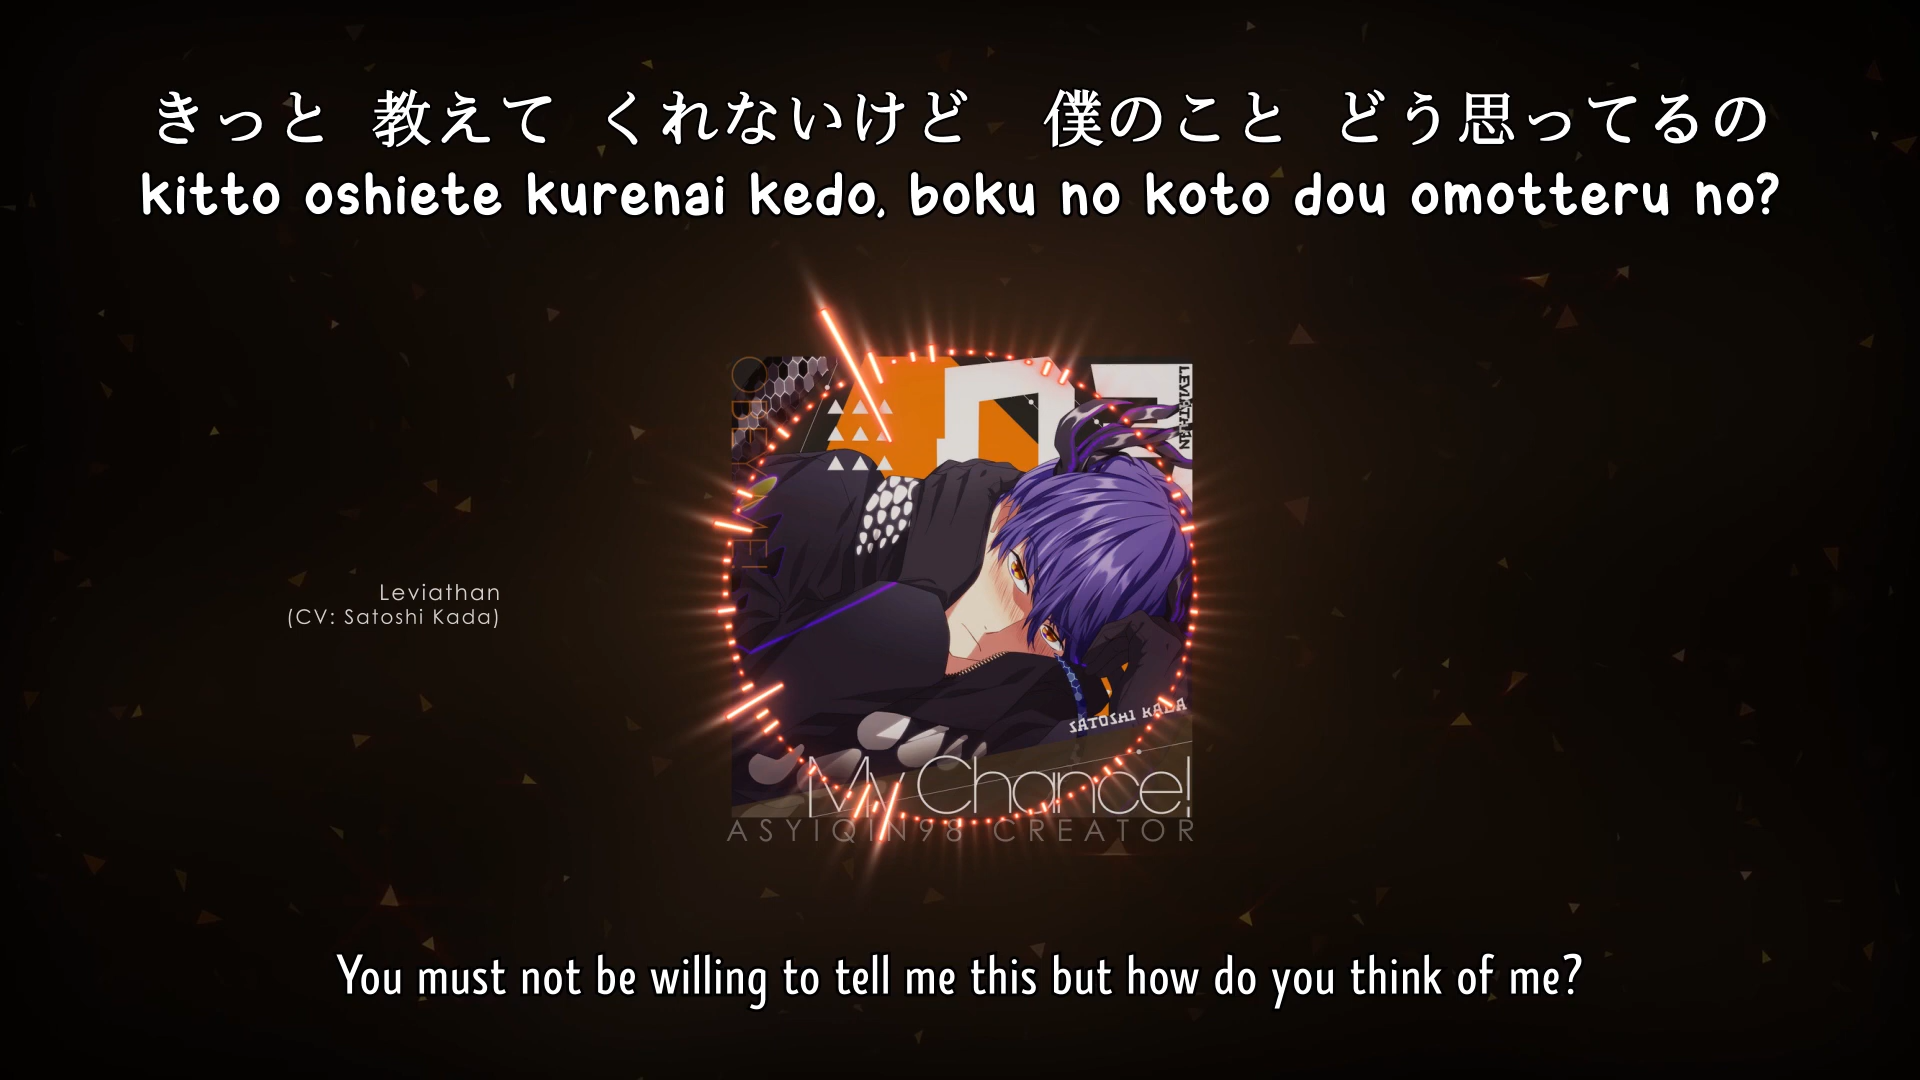 きっと 教えて くれないけど 僕のこと どう思ってるの
kitto oshiete kurenai kedo, boku no koto dou omotteru no?
LEVIATHAN
OBEY ME!
Leviathan
(CV: Satoshi Kada)
SATOSHI KADA
My Chance!
ASYIQIN98 CREATOR
You must not be willing to tell me this but how do you think of me?